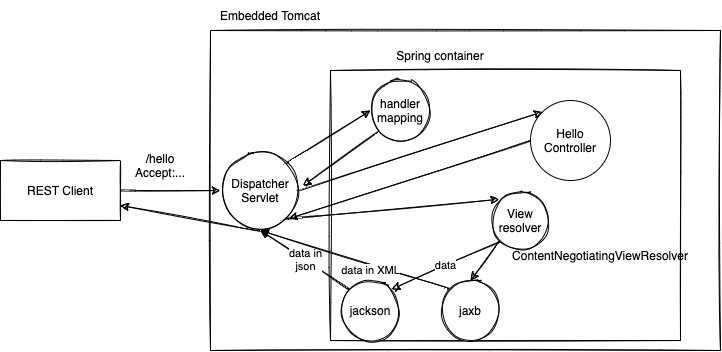 Embedded Tomcat
Spring container
handler
mapping
Hello
Controller
/hello
Accept:...
REST Client
Dispatcher
Servlet
View
resolver
ContentNegotiatingViewResolver
data in
json
data in XML
data
jackson
jaxb